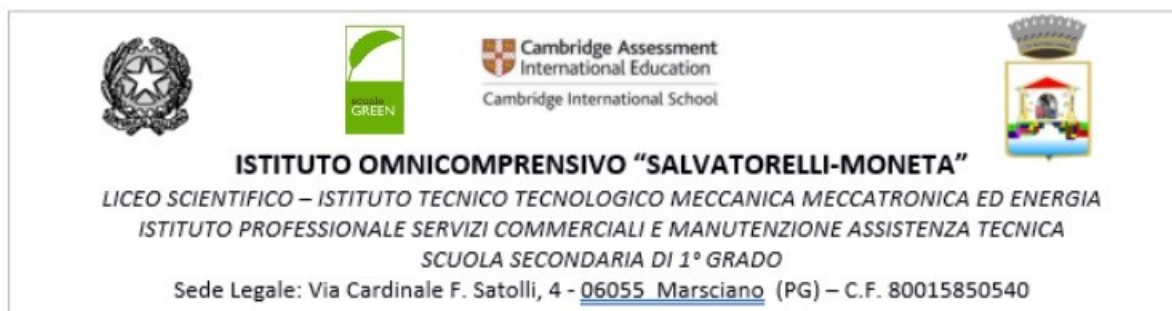 scuole
GREEN
Cambridge Assessment
International Education
Cambridge International School
ISTITUTO OMNICOMPRENSIVO “SALVATORELLI-MONETA”
LICEO SCIENTIFICO – ISTITUTO TECNICO TECNOLOGICO MECCANICA MECCATRONICA ED ENERGIA
ISTITUTO PROFESSIONALE SERVIZI COMMERCIALI E MANUTENZIONE ASSISTENZA TECNICA
SCUOLA SECONDARIA DI 1° GRADO
Sede Legale: Via Cardinale F. Satolli, 4 - 06055 Marsciano (PG) – C.F. 80015850540